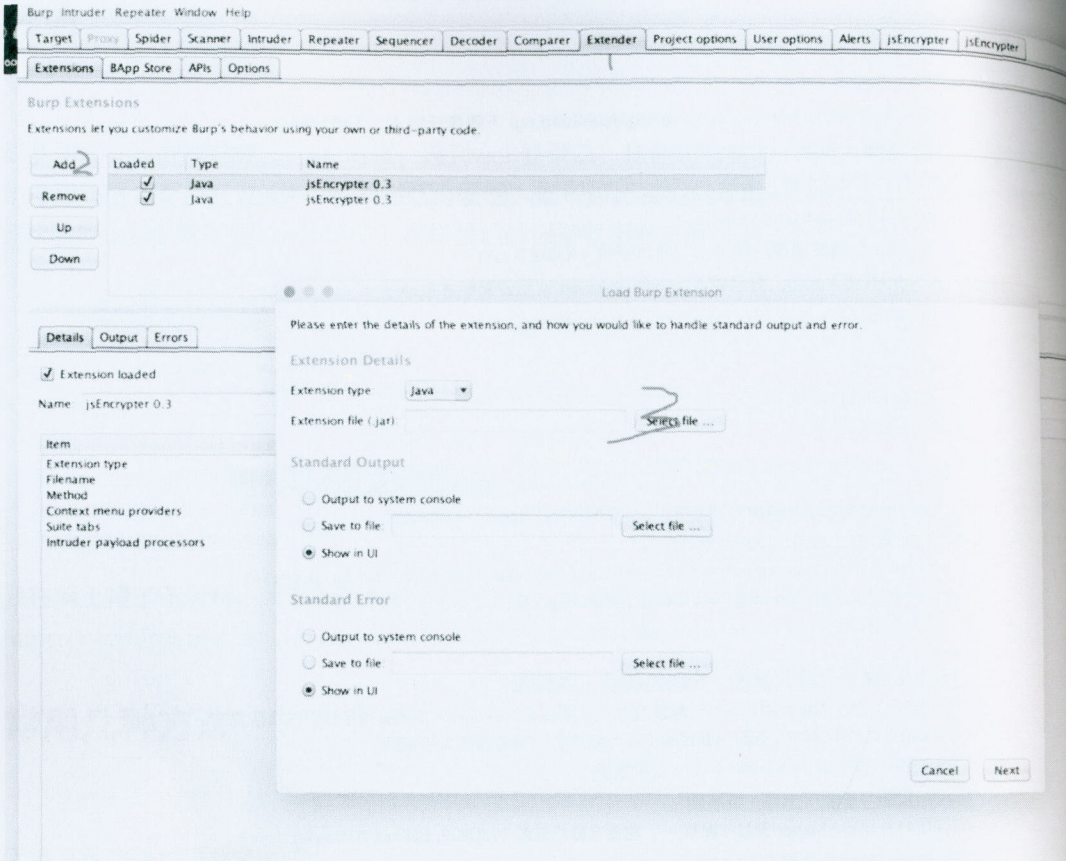 Burp Intruder Repeater Window Help
Target Proxy Spider Scanner Intruder Repeater Sequencer Decoder Comparer Extender Project options User options Alerts jsEncrypter jsEncrypter
1
Extensions BApp Store APIs Options
Burp Extensions
Extensions let you customize Burp's behavior using your own or third-party code.
Add 2 Loaded Type Name
Java jsEncrypter 0.3
Remove Java jsEncrypter 0.3
Up
Down
Load Burp Extension
Please enter the details of the extension, and how you would like to handle standard output and error.
Details Output Errors
Extension Details
Extension loaded
Extension type: Java
Name: jsEncrypter 0.3
3
Extension file (.jar): Select file ...
Item
Extension type
Filename
Method
Context menu providers
Suite tabs
Intruder payload processors
Standard Output
Output to system console
Save to file: Select file ...
Show in UI
Standard Error
Output to system console
Save to file: Select file ...
Show in UI
Cancel Next